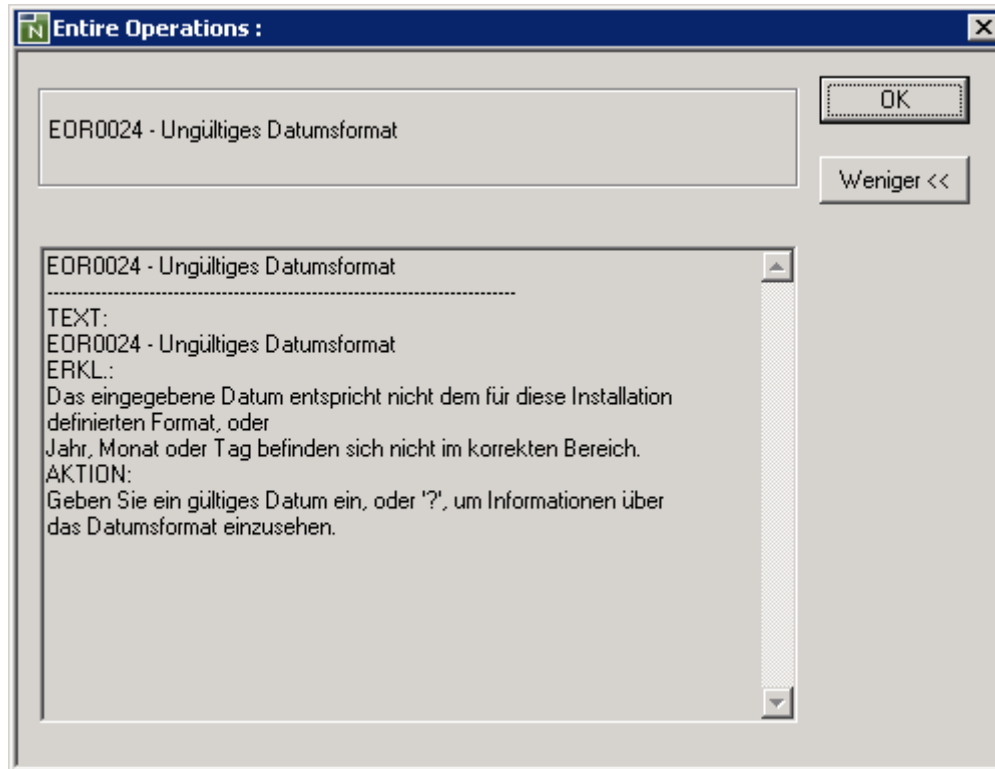 Entire Operations :
EOR0024 - Ungültiges Datumsformat
OK
Weniger <<
EOR0024 - Ungültiges Datumsformat
------------------------------------------------------------------------------
TEXT:
EOR0024 - Ungültiges Datumsformat
ERKL.:
Das eingegebene Datum entspricht nicht dem für diese Installation
definierten Format, oder
Jahr, Monat oder Tag befinden sich nicht im korrekten Bereich.
AKTION:
Geben Sie ein gültiges Datum ein, oder '?', um Informationen über
das Datumsformat einzusehen.